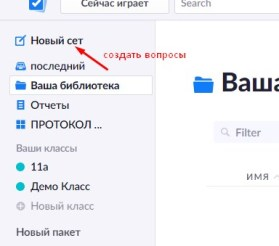 Сейчас играет
Search
Новый сет
создать вопросы
последний
Ваша библиотека
Отчеты
ПРОТОКОЛ ...
Ваши классы
11а
Демо Класс
Новый класс
Новый пакет
Ваша
Filter
ИМЯ